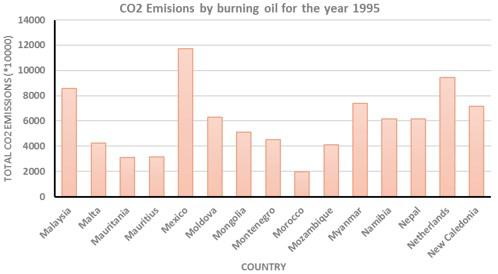 CO2 Emisions by burning oil for the year 1995
TOTAL CO2 EMISSIONS (*10000)
14000
12000
10000
8000
6000
4000
2000
0
Malaysia
Malta
Mauritania
Mauritius
Mexico
Moldova
Mongolia
Montenegro
Morocco
Mozambique
Myanmar
Namibia
Nepal
Netherlands
New Caledonia
COUNTRY